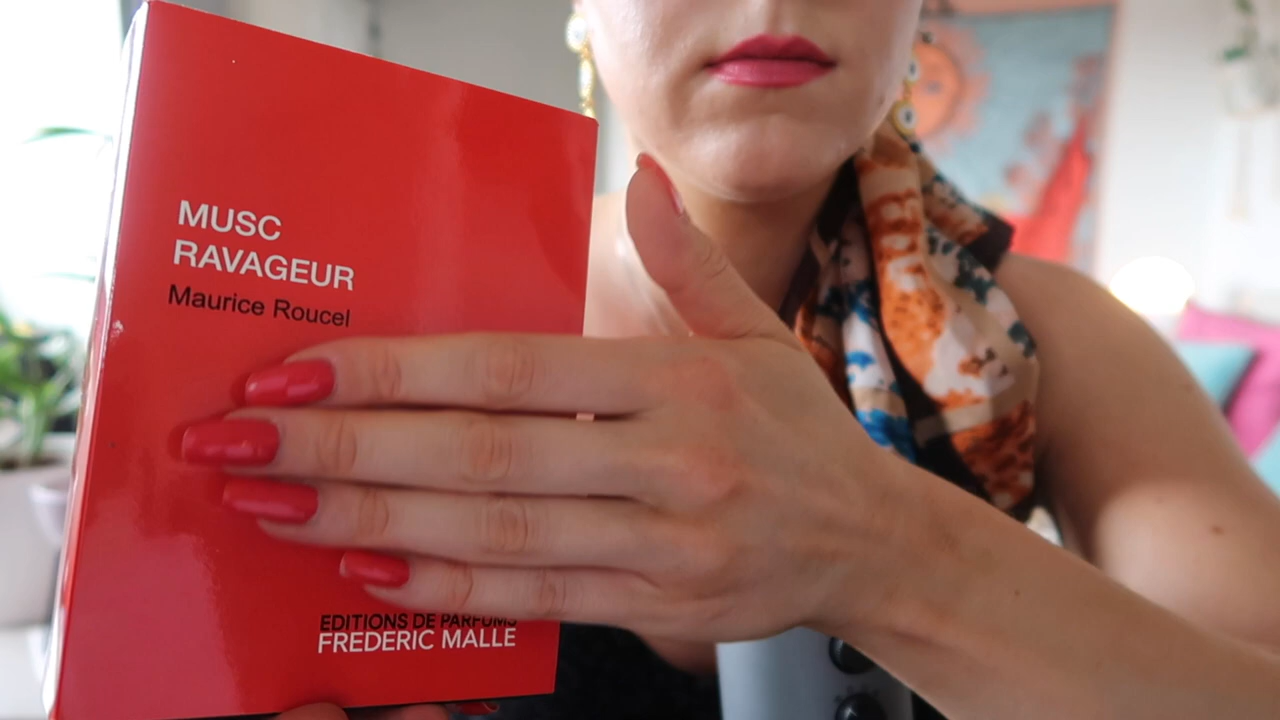 MUSC
RAVAGEUR
Maurice Roucel
EDITIONS DE PARFUMS
FREDERIC MALLE